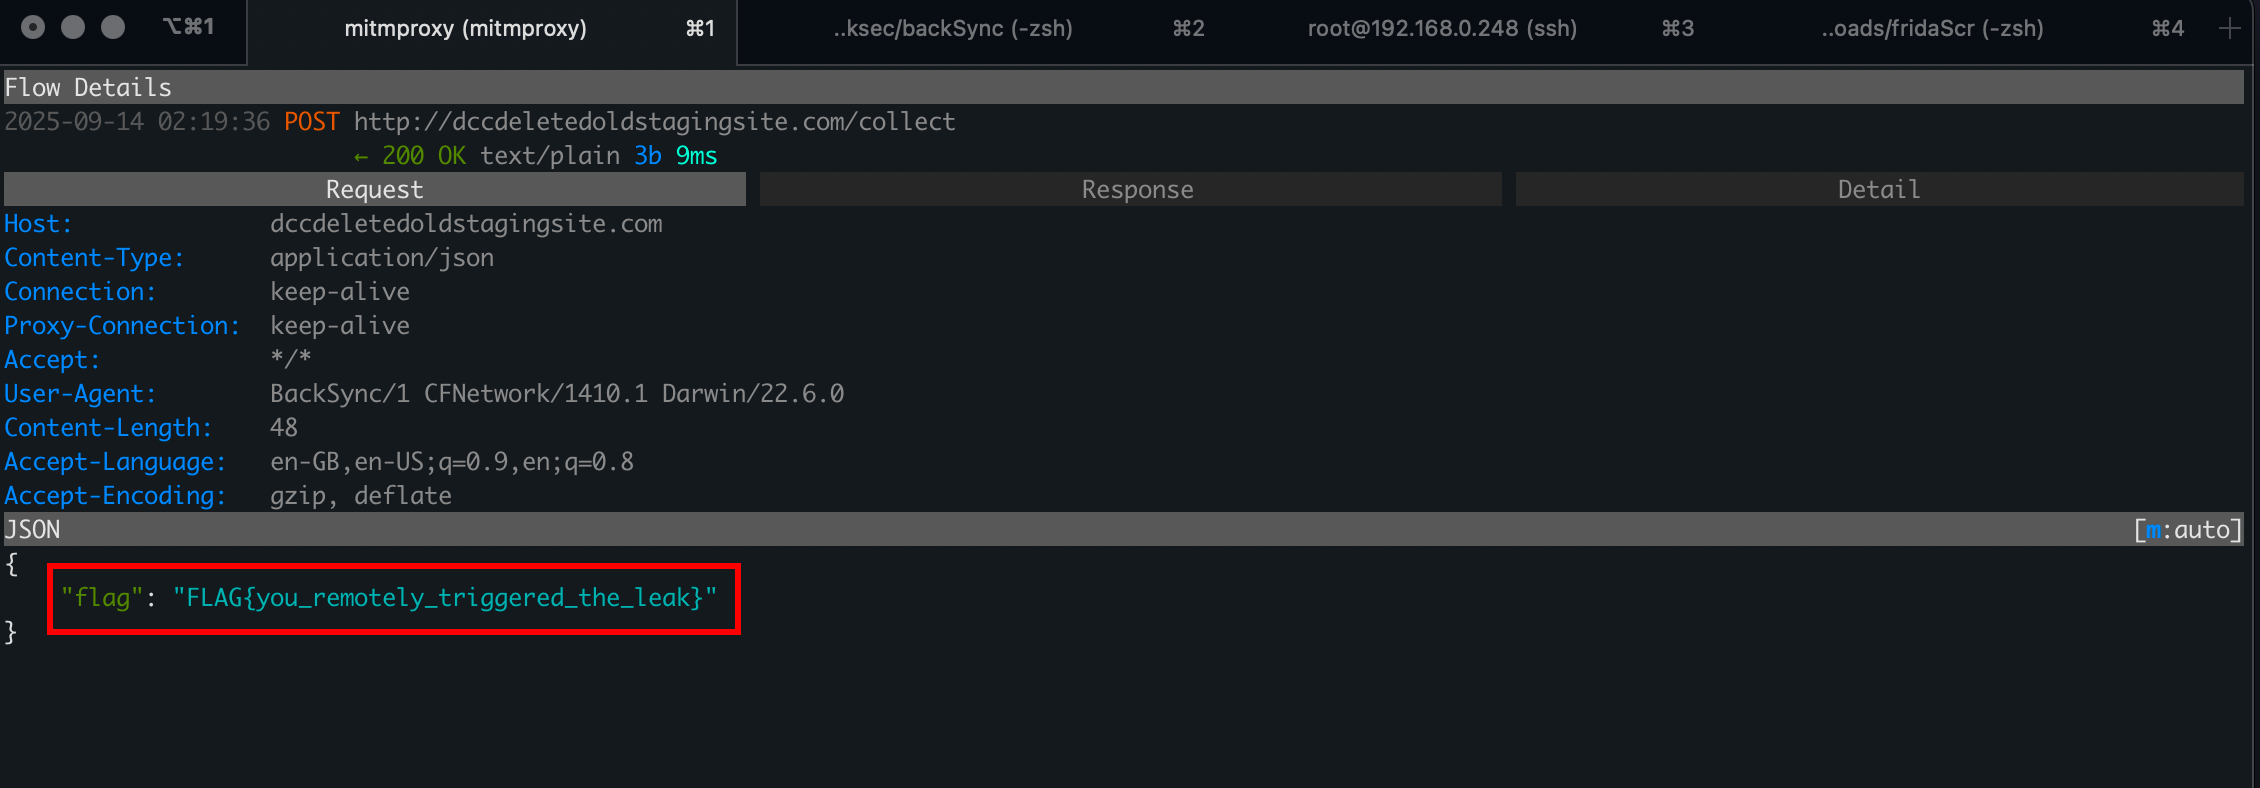 ⌥⌘1 mitmproxy (mitmproxy) ⌘1 ..ksec/backSync (-zsh) ⌘2 root@192.168.0.248 (ssh) ⌘3 ..oads/fridaScr (-zsh) ⌘4 +
Flow Details
2025-09-14 02:19:36 POST http://dccdeletedoldstagingsite.com/collect
← 200 OK text/plain 3b 9ms
Request Response Detail
Host: dccdeletedoldstagingsite.com
Content-Type: application/json
Connection: keep-alive
Proxy-Connection: keep-alive
Accept: */*
User-Agent: BackSync/1 CFNetwork/1410.1 Darwin/22.6.0
Content-Length: 48
Accept-Language: en-GB,en-US;q=0.9,en;q=0.8
Accept-Encoding: gzip, deflate
JSON [m:auto]
{
"flag": "FLAG{you_remotely_triggered_the_leak}"
}